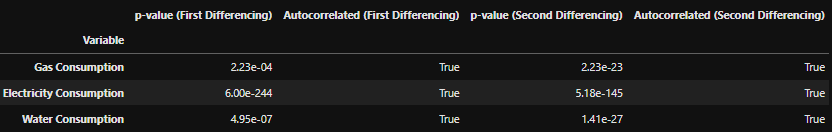 p-value (First Differencing) Autocorrelated (First Differencing) p-value (Second Differencing) Autocorrelated (Second Differencing)
Variable
Gas Consumption 2.23e-04 True 2.23e-23 True
Electricity Consumption 6.00e-244 True 5.18e-145 True
Water Consumption 4.95e-07 True 1.41e-27 True